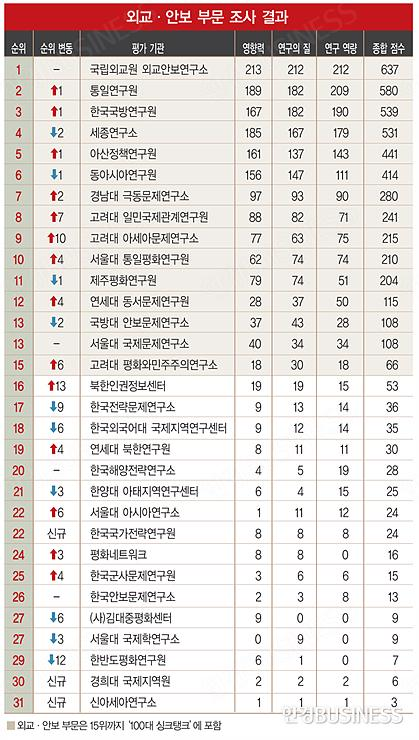 외교·안보 부문 조사 결과
순위 순위 변동 평가 기관 영향력 연구의 질 연구 역량 종합 점수
1 – 국립외교원 외교안보연구소 213 212 212 637
2 ⬆1 통일연구원 189 182 209 580
3 ⬆1 한국국방연구원 167 182 190 539
4 ⬇2 세종연구소 185 167 179 531
5 ⬆1 아산정책연구원 161 137 143 441
6 ⬇1 동아시아연구원 156 147 111 414
7 ⬆2 경남대 극동문제연구소 97 93 90 280
8 ⬆7 고려대 일민국제관계연구원 88 82 71 241
9 ⬆10 고려대 아세아문제연구소 77 63 75 215
10 ⬆4 서울대 통일평화연구원 62 74 74 210
11 ⬇1 제주평화연구원 79 74 51 204
12 ⬆4 연세대 동서문제연구원 28 37 50 115
13 ⬇2 국방대 안보문제연구소 37 43 28 108
13 – 서울대 국제문제연구소 40 34 34 108
15 ⬆6 고려대 평화와민주주의연구소 18 30 18 66
16 ⬆13 북한인권정보센터 19 19 15 53
17 ⬇9 한국전략문제연구소 9 13 14 36
18 ⬇6 한국외국어대 국제지역연구센터 9 12 14 35
19 ⬆4 연세대 북한연구원 8 11 11 30
20 – 한국해양전략연구소 4 5 19 28
21 ⬇3 한양대 아태지역연구센터 6 4 15 25
22 ⬆6 서울대 아시아연구소 1 11 12 24
22 신규 한국국가전략연구원 8 8 8 24
24 ⬆3 평화네트워크 8 8 0 16
25 ⬆4 한국군사문제연구원 3 6 6 15
26 – 한국안보문제연구소 2 3 8 13
27 ⬇6 (사)김대중평화센터 9 0 0 9
27 ⬇3 서울대 국제학연구소 0 9 0 9
29 ⬇12 한반도평화연구원 6 1 0 7
30 신규 경희대 국제지역원 2 2 2 6
31 신규 신아세아연구소 1 1 1 3
외교·안보 부문은 15위까지 '100대 싱크탱크'에 포함
한경BUSINESS